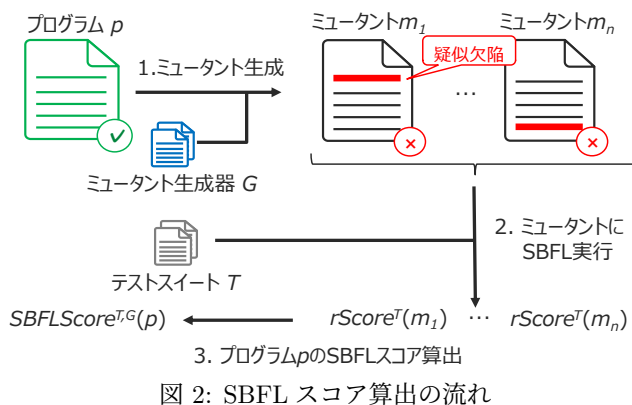 プログラム p
ミュータントm1
ミュータントmn
1.ミュータント生成
疑似欠陥
…
ミュータント生成器 G
2. ミュータントに
SBFL実行
テストスイート T
SBFLScoreT,G(p)
rScoreT(m1) … rScoreT(mn)
3. プログラムpのSBFLスコア算出
図 2: SBFL スコア算出の流れ